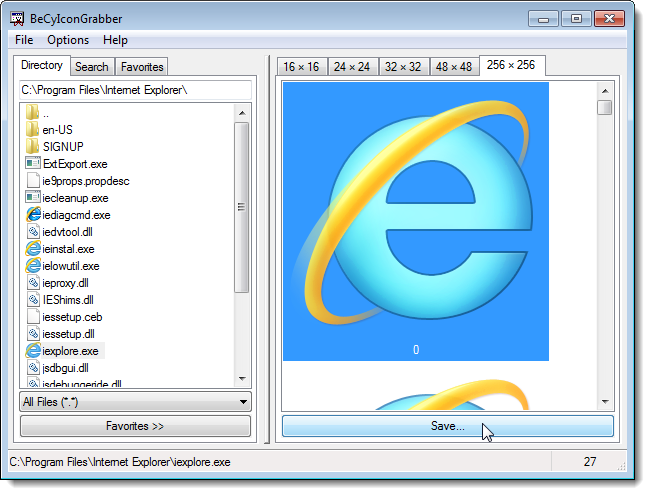 BeCyIconGrabber
File Options Help
Directory Search Favorites
C:\Program Files\Internet Explorer\
..
en-US
SIGNUP
ExtExport.exe
ie9props.propdesc
iecleanup.exe
iediagcmd.exe
iedvtool.dll
ieinstal.exe
ielowutil.exe
ieproxy.dll
IEShims.dll
iessetup.ceb
iessetup.dll
iexplore.exe
jsdbgui.dll
jsdebuggeride.dll
All Files (*.*)
Favorites >>
16 × 16 24 × 24 32 × 32 48 × 48 256 × 256
0
Save...
C:\Program Files\Internet Explorer\iexplore.exe 27